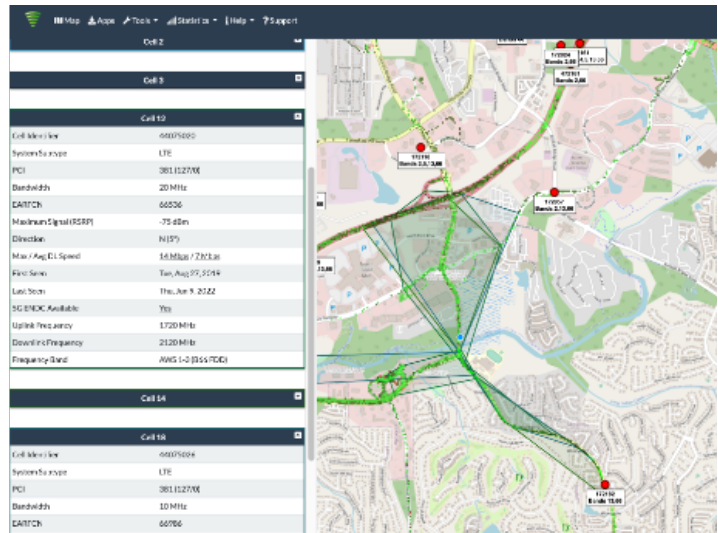 Map Apps Tools Statistics Help Support
Cell 2
Cell 3
Cell 12
Cell Identifier 44075020
System Subtype LTE
PCI 381 (127/0)
Bandwidth 20 MHz
EARFCN 66536
Maximum Signal (RSRP) -75 dBm
Direction N (5°)
Max / Avg DL Speed 14 Mbps / 7 Mbps
First Seen Tue, Aug 27, 2019
Last Seen Thu, Jun 9, 2022
5G ENDC Available Yes
Uplink Frequency 1720 MHz
Downlink Frequency 2120 MHz
Frequency Band AWS 1-3 (B66 FDD)
Cell 14
Cell 18
Cell Identifier 44075026
System Subtype LTE
PCI 381 (127/0)
Bandwidth 10 MHz
EARFCN 66986